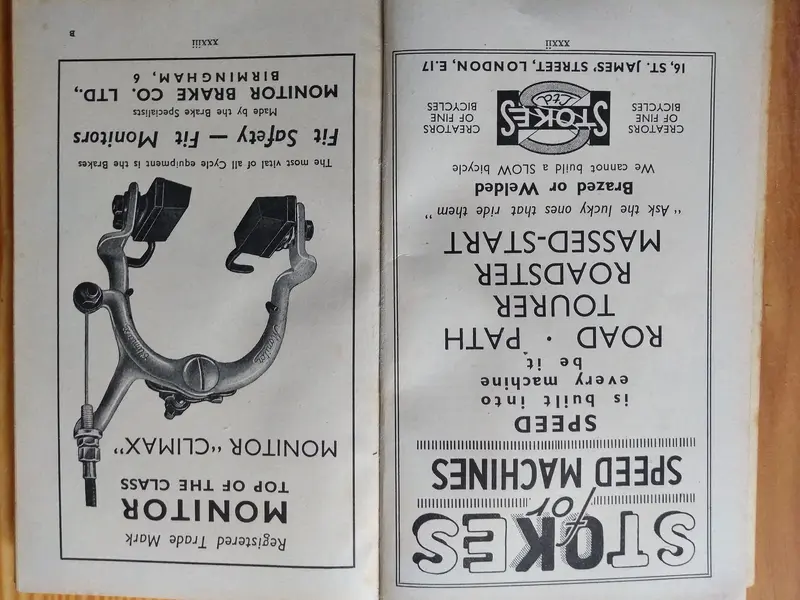 STOKES
for
SPEED MACHINES
SPEED
is built into
every machine
be it
ROAD · PATH
TOURER
ROADSTER
MASSED-START
"Ask the lucky ones that ride them"
Brazed or Welded
We cannot build a SLOW bicycle
CREATORS
OF FINE
BICYCLES
STOKES
Ltd
CREATORS
OF FINE
BICYCLES
16, ST. JAMES' STREET, LONDON, E.17
xxxii
Registered Trade Mark
MONITOR
TOP OF THE CLASS
MONITOR "CLIMAX"
Monitor
The most vital of all Cycle equipment is the Brakes
Fit Safety — Fit Monitors
Made by the Brake Specialists
MONITOR BRAKE CO. LTD.,
BIRMINGHAM, 6
xxxiii
B